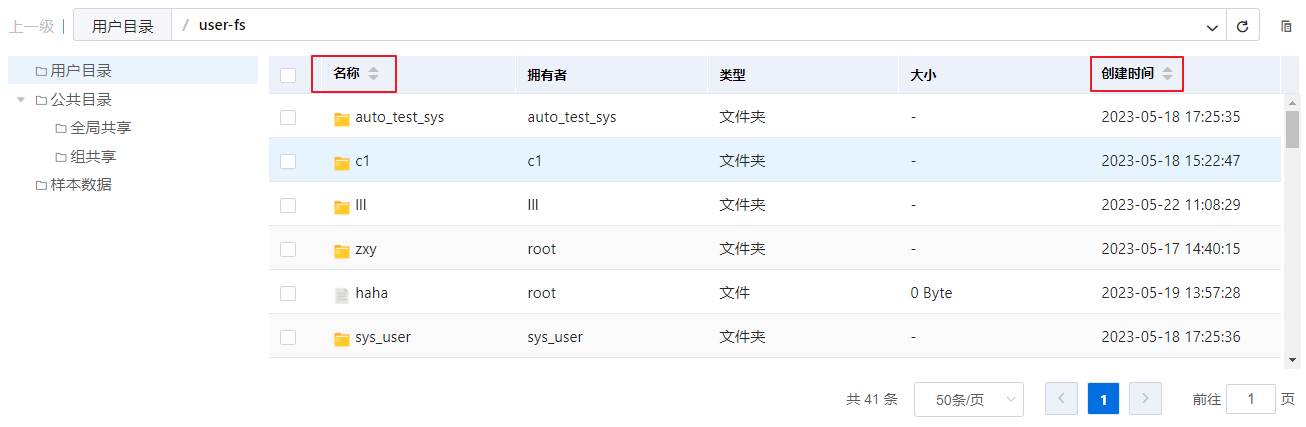 上一级 | 用户目录 / user-fs
用户目录
公共目录
全局共享
组共享
样本数据
名称 拥有者 类型 大小 创建时间
auto_test_sys auto_test_sys 文件夹 - 2023-05-18 17:25:35
c1 c1 文件夹 - 2023-05-18 15:22:47
lll lll 文件夹 - 2023-05-22 11:08:29
zxy root 文件夹 - 2023-05-17 14:40:15
haha root 文件 0 Byte 2023-05-19 13:57:28
sys_user sys_user 文件夹 - 2023-05-18 17:25:36
共 41 条 50条/页 1 前往 1 页